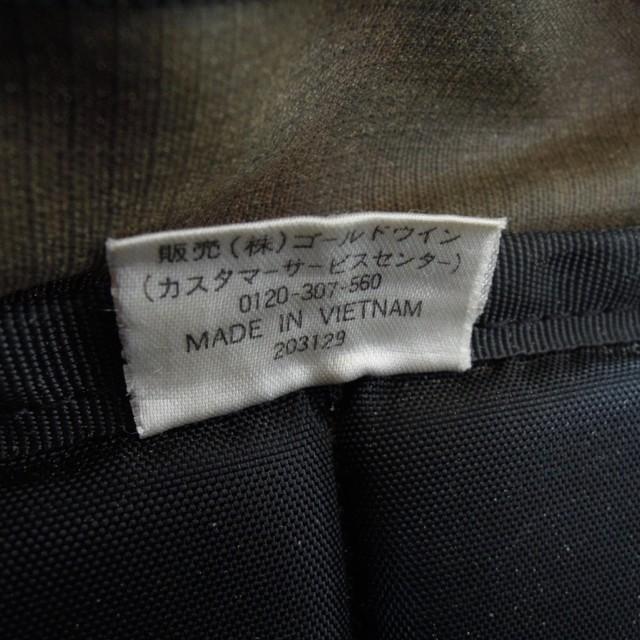 販売(株)ゴールドウイン
(カスタマーサービスセンター)
0120-307-560
MADE IN VIETNAM
203129